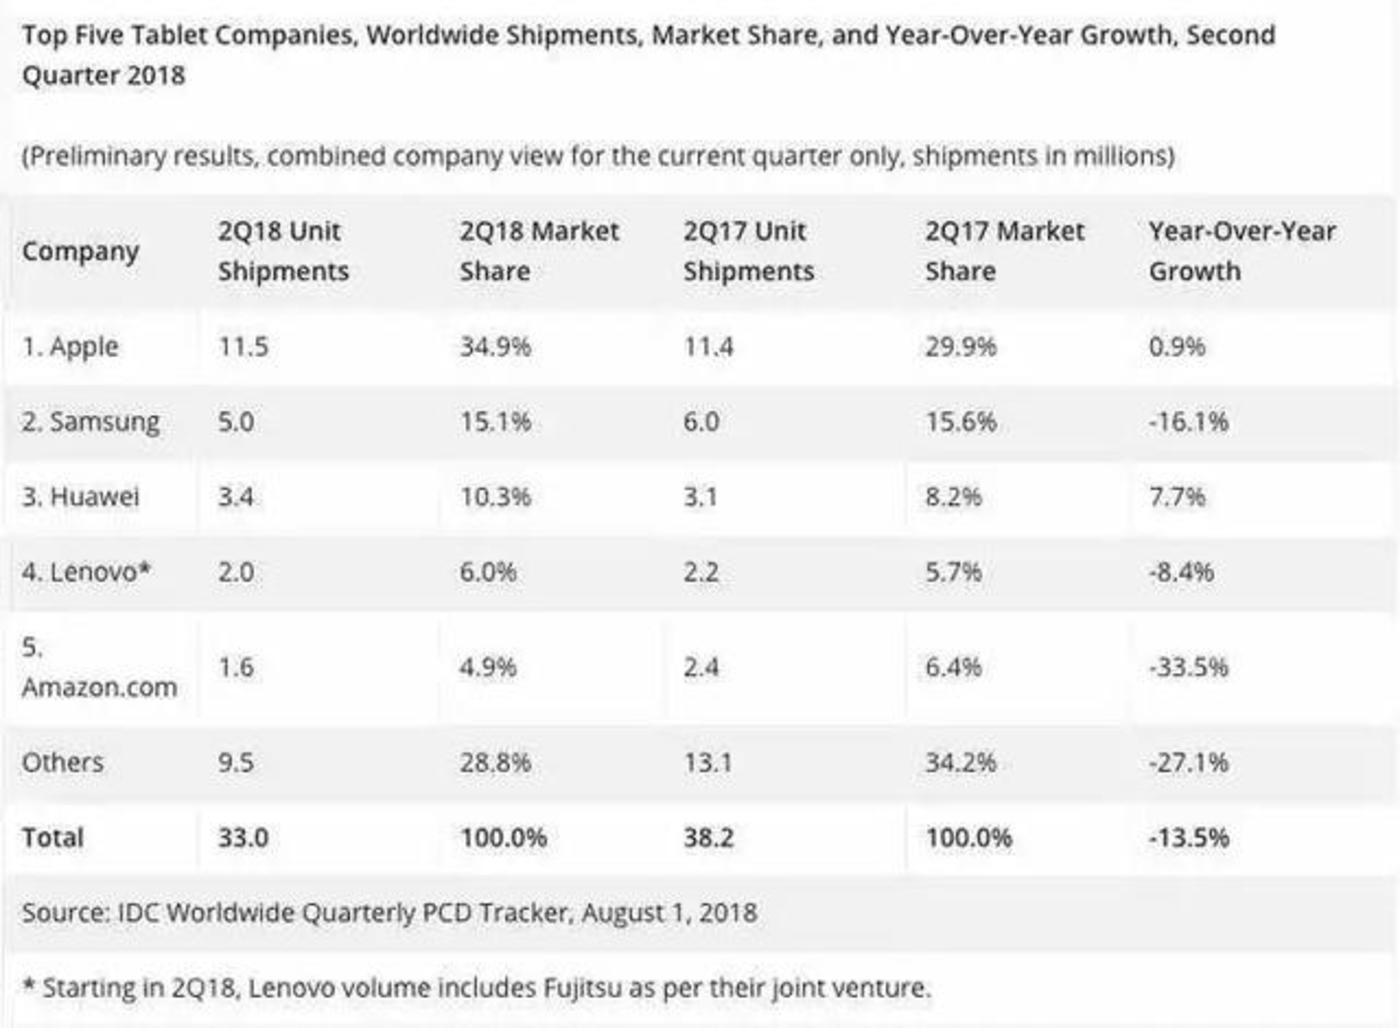 Top Five Tablet Companies, Worldwide Shipments, Market Share, and Year-Over-Year Growth, Second
Quarter 2018
(Preliminary results, combined company view for the current quarter only, shipments in millions)
Company 2Q18 Unit Shipments 2Q18 Market Share 2Q17 Unit Shipments 2Q17 Market Share Year-Over-Year Growth
1. Apple 11.5 34.9% 11.4 29.9% 0.9%
2. Samsung 5.0 15.1% 6.0 15.6% -16.1%
3. Huawei 3.4 10.3% 3.1 8.2% 7.7%
4. Lenovo* 2.0 6.0% 2.2 5.7% -8.4%
5. Amazon.com 1.6 4.9% 2.4 6.4% -33.5%
Others 9.5 28.8% 13.1 34.2% -27.1%
Total 33.0 100.0% 38.2 100.0% -13.5%
Source: IDC Worldwide Quarterly PCD Tracker, August 1, 2018
* Starting in 2Q18, Lenovo volume includes Fujitsu as per their joint venture.